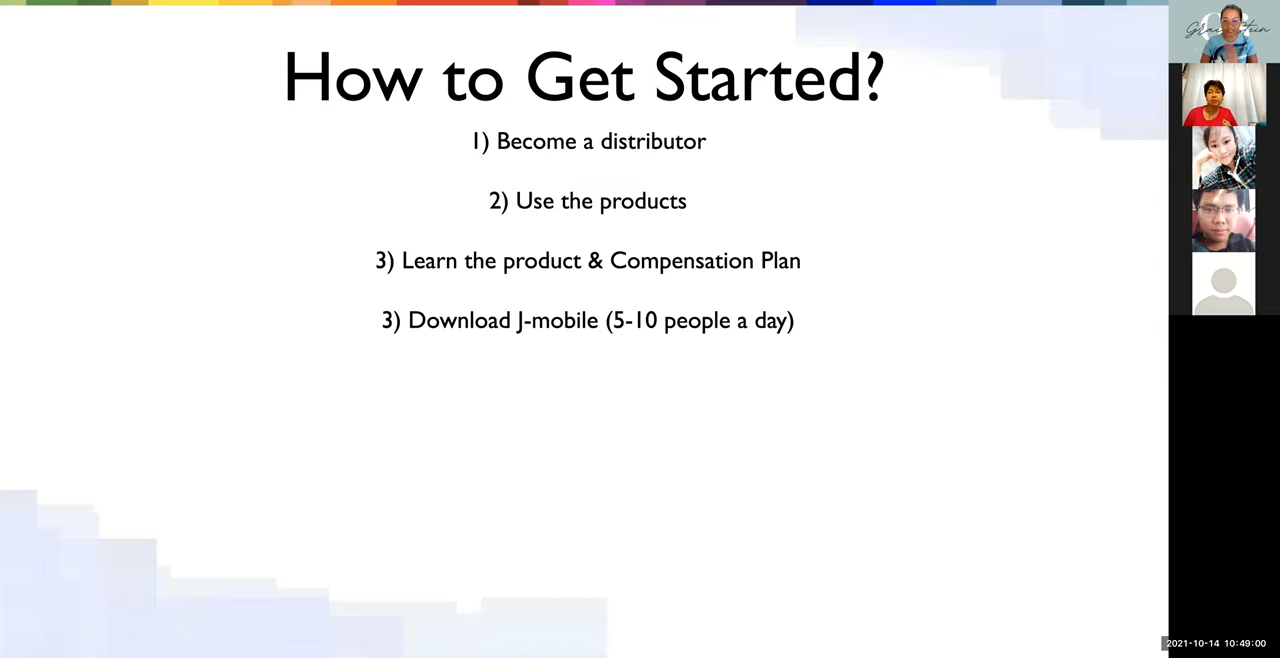 How to Get Started?
1) Become a distributor
2) Use the products
3) Learn the product & Compensation Plan
3) Download J-mobile (5-10 people a day)
2021-10-14 10:49:00